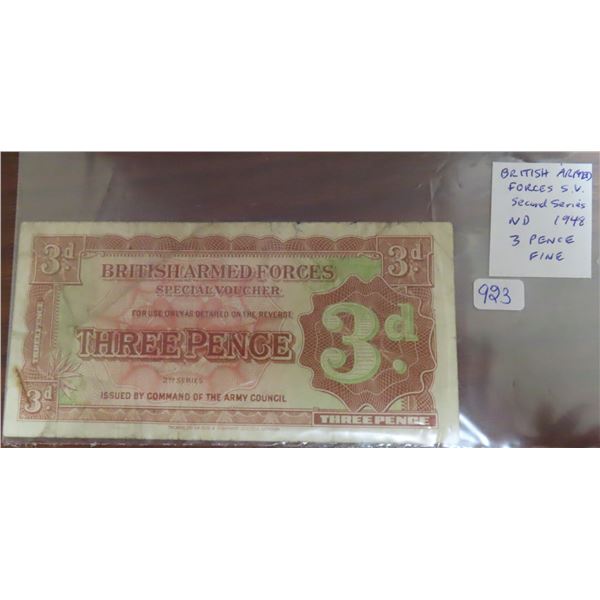 BRITISH ARMED
FORCES S.V.
Second Series
ND 1948
3 PENCE
FINE
923
3d 3d
BRITISH ARMED FORCES
SPECIAL VOUCHER
FOR USE ONLY AS DETAILED ON THE REVERSE
THREE PENCE
3d.
THREE PENCE
2ND SERIES
3d
ISSUED BY COMMAND OF THE ARMY COUNCIL
THREE PENCE